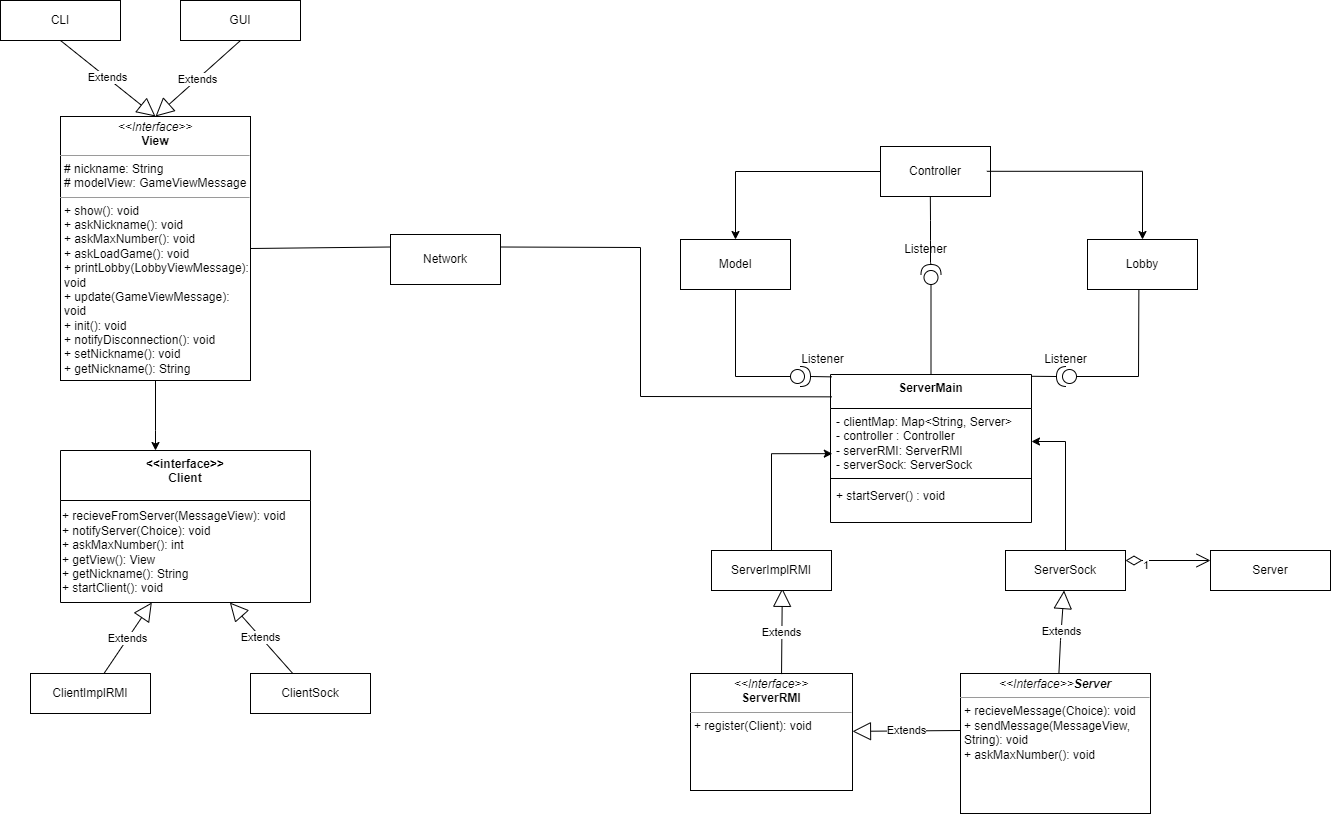 CLI
GUI
Extends
Extends
<<Interface>>
View
# nickname: String
# modelView: GameViewMessage
+ show(): void
+ askNickname(): void
+ askMaxNumber(): void
+ askLoadGame(): void
+ printLobby(LobbyViewMessage):
void
+ update(GameViewMessage):
void
+ init(): void
+ notifyDisconnection(): void
+ setNickname(): void
+ getNickname(): String
Network
Controller
Model
Listener
Lobby
Listener
Listener
ServerMain
- clientMap: Map<String, Server>
- controller : Controller
- serverRMI: ServerRMI
- serverSock: ServerSock
+ startServer() : void
<<interface>>
Client
+ recieveFromServer(MessageView): void
+ notifyServer(Choice): void
+ askMaxNumber(): int
+ getView(): View
+ getNickname(): String
+ startClient(): void
Extends
Extends
ClientImplRMI
ClientSock
ServerImplRMI
ServerSock
1
Server
Extends
Extends
<<Interface>>
ServerRMI
+ register(Client): void
Extends
<<Interface>>Server
+ recieveMessage(Choice): void
+ sendMessage(MessageView,
String): void
+ askMaxNumber(): void